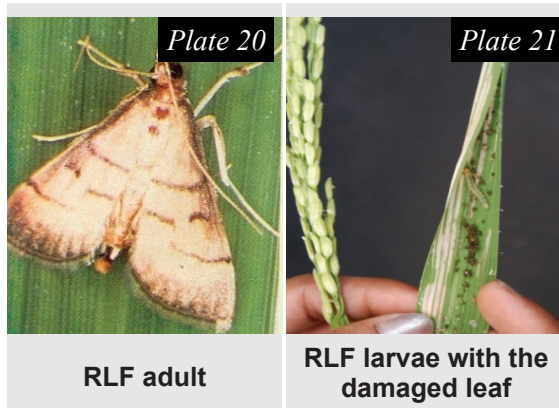 Plate 20
Plate 21
RLF adult
RLF larvae with the
damaged leaf